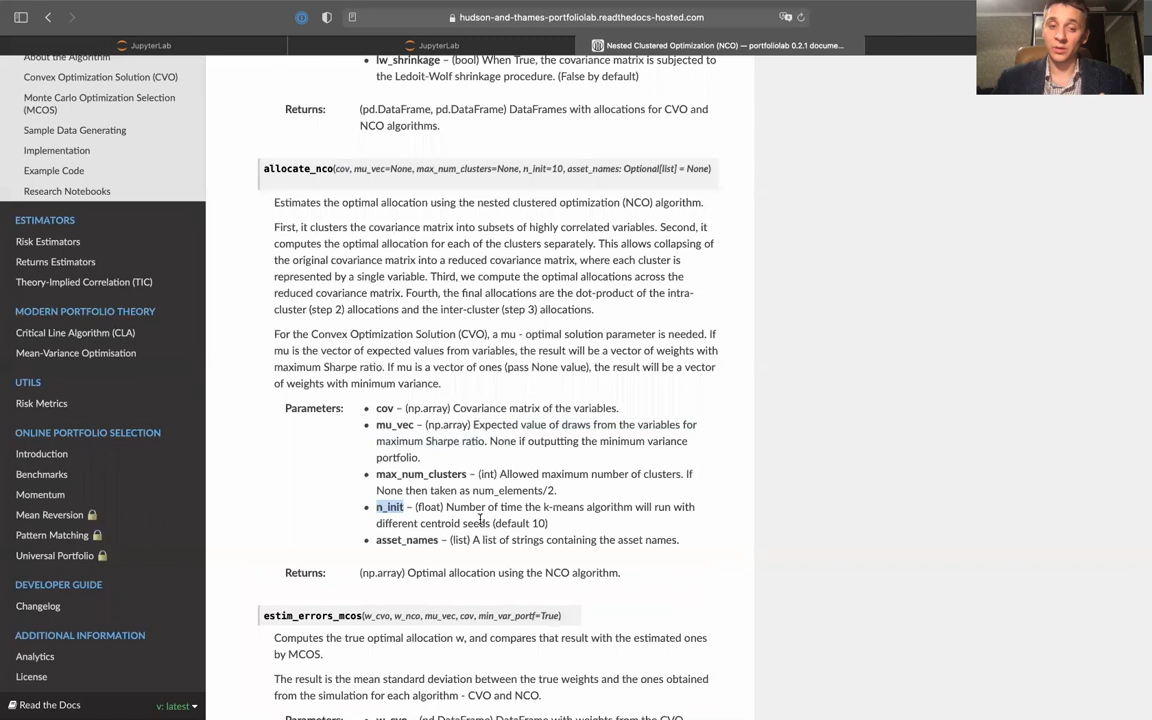 hudson-and-thames-portfoliolab.readthedocs-hosted.com
JupyterLab
JupyterLab
Nested Clustered Optimization (NCO) — portfoliolab 0.2.1 docume...
About the Algorithm
Convex Optimization Solution (CVO)
Monte Carlo Optimization Selection
(MCOS)
Sample Data Generating
Implementation
Example Code
Research Notebooks
ESTIMATORS
Risk Estimators
Returns Estimators
Theory-Implied Correlation (TIC)
MODERN PORTFOLIO THEORY
Critical Line Algorithm (CLA)
Mean-Variance Optimisation
UTILS
Risk Metrics
ONLINE PORTFOLIO SELECTION
Introduction
Benchmarks
Momentum
Mean Reversion
Pattern Matching
Universal Portfolio
DEVELOPER GUIDE
Changelog
ADDITIONAL INFORMATION
Analytics
License
Read the Docs
v: latest
• lw_shrinkage – (bool) When True, the covariance matrix is subjected
to the Ledoit-Wolf shrinkage procedure. (False by default)
Returns: (pd.DataFrame, pd.DataFrame) DataFrames with allocations for CVO and
NCO algorithms.
allocate_nco(cov, mu_vec=None, max_num_clusters=None, n_init=10, asset_names: Optional[list] = None)
Estimates the optimal allocation using the nested clustered optimization (NCO) algorithm.
First, it clusters the covariance matrix into subsets of highly correlated variables. Second, it
computes the optimal allocation for each of the clusters separately. This allows collapsing of
the original covariance matrix into a reduced covariance matrix, where each cluster is
represented by a single variable. Third, we compute the optimal allocations across the
reduced covariance matrix. Fourth, the final allocations are the dot-product of the intra-
cluster (step 2) allocations and the inter-cluster (step 3) allocations.
For the Convex Optimization Solution (CVO), a mu - optimal solution parameter is needed. If
mu is the vector of expected values from variables, the result will be a vector of weights with
maximum Sharpe ratio. If mu is a vector of ones (pass None value), the result will be a vector
of weights with minimum variance.
Parameters: • cov – (np.array) Covariance matrix of the variables.
• mu_vec – (np.array) Expected value of draws from the variables for
maximum Sharpe ratio. None if outputting the minimum variance
portfolio.
• max_num_clusters – (int) Allowed maximum number of clusters. If
None then taken as num_elements/2.
• n_init – (float) Number of time the k-means algorithm will run with
different centroid seeds (default 10)
• asset_names – (list) A list of strings containing the asset names.
Returns: (np.array) Optimal allocation using the NCO algorithm.
estim_errors_mcos(w_cvo, w_nco, mu_vec, cov, min_var_portf=True)
Computes the true optimal allocation w, and compares that result with the estimated ones
by MCOS.
The result is the mean standard deviation between the true weights and the ones obtained
from the simulation for each algorithm - CVO and NCO.
Parameters: • w_cvo – (pd.DataFrame) DataFrame with weights from the CVO